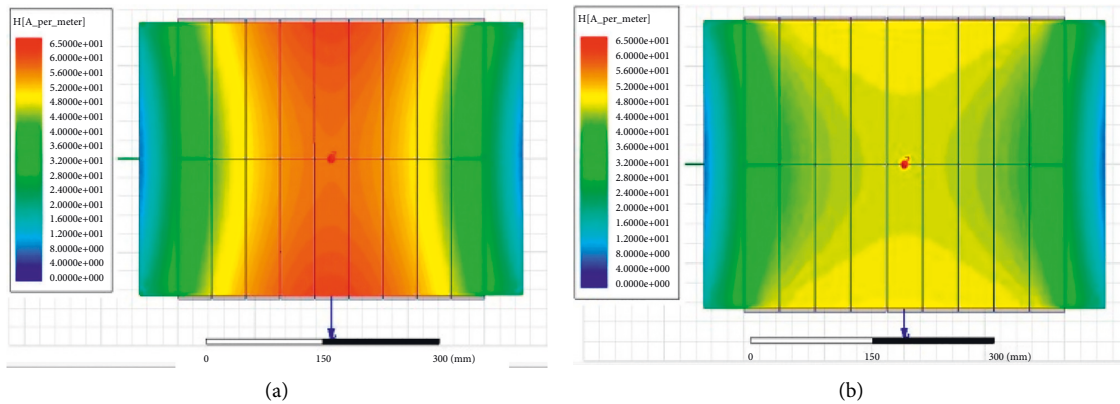 H[A_per_meter]
6.5000e+001
6.0000e+001
5.6000e+001
5.2000e+001
4.8000e+001
4.0000e+001
3.6000e+001
3.2000e+001
2.8000e+001
2.4000e+001
2.0000e+001
1.6000e+001
1.2000e+001
8.0000e+000
4.0000e+000
0.0000e+000
0
150
300 (mm)
(a)
H[A_per_meter]
6.5000e+001
6.0000e+001
5.6000e+001
5.2000e+001
4.8000e+001
4.4000e+001
4.0000e+001
3.6000e+001
3.2000e+001
2.8000e+001
2.4000e+001
2.0000e+001
1.6000e+001
1.2000e+001
8.0000e+001
4.0000e+000
0.0000e+000
0
150
300 (mm)
(b)